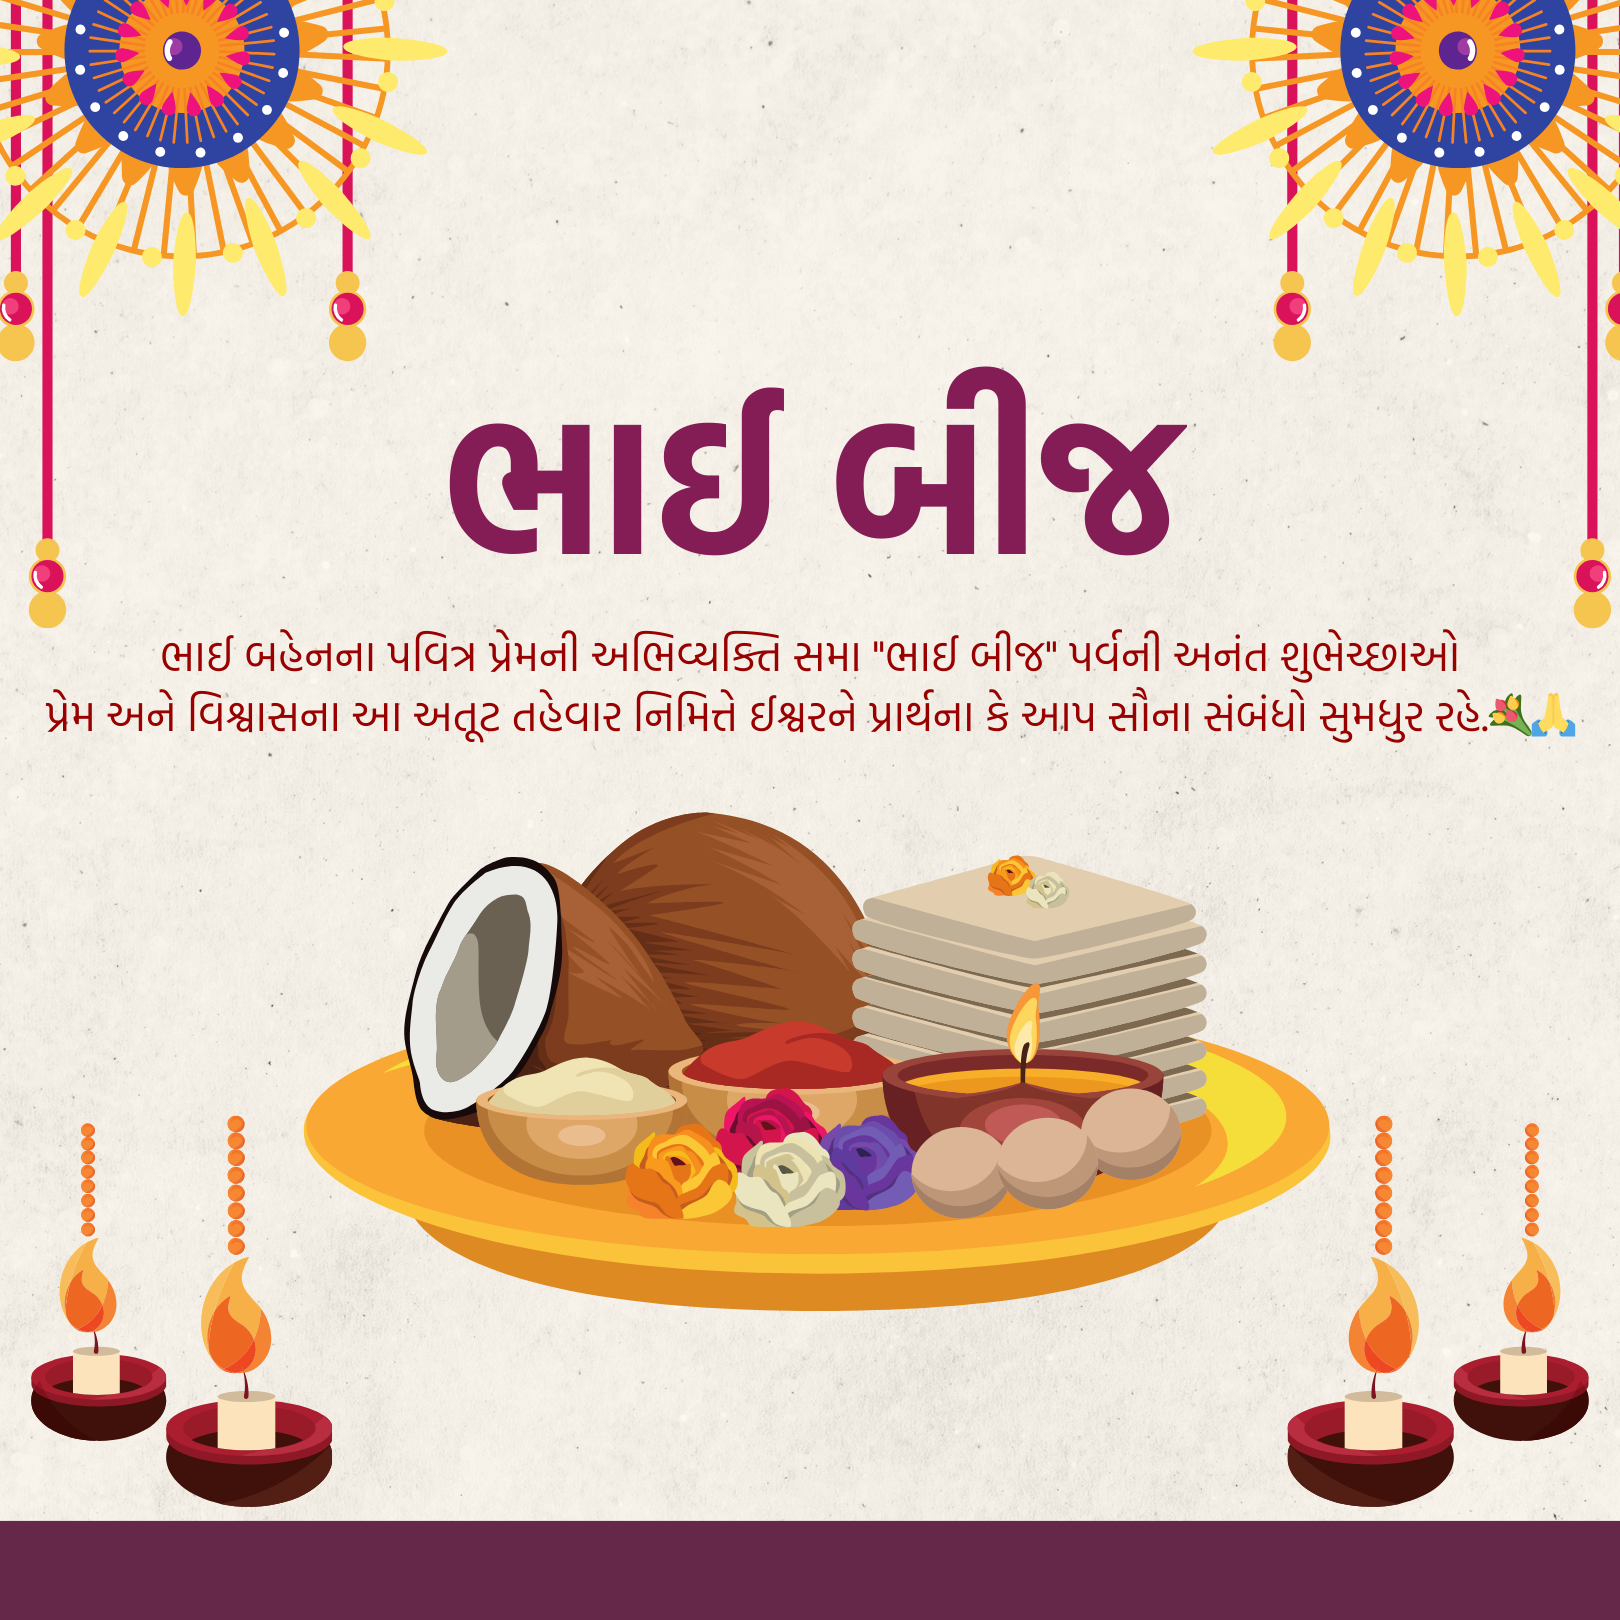 ભાઈ બીજ
ભાઈ બહેનના પવિત્ર પ્રેમની અભિવ્યક્તિ સમા "ભાઈ બીજ" પર્વની અનંત શુભેચ્છાઓ
પ્રેમ અને વિશ્વાસના આ અતૂટ તહેવાર નિમિત્તે ઈશ્વરને પ્રાર્થના કે આપ સૌના સંબંધો સુમધુર રહે.💐🙏